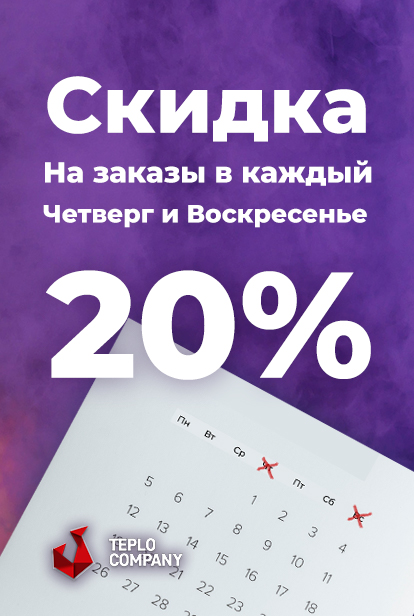 Скидка
На заказы в каждый
Четверг и Воскресенье
20%
Пн Вт Ср Пт Сб
1 2 3 4
5 6 7 8 9 10 11
12 13 14 15 16 17 18
21 22 23 24 25
26 27 28
TEPLO
COMPANY